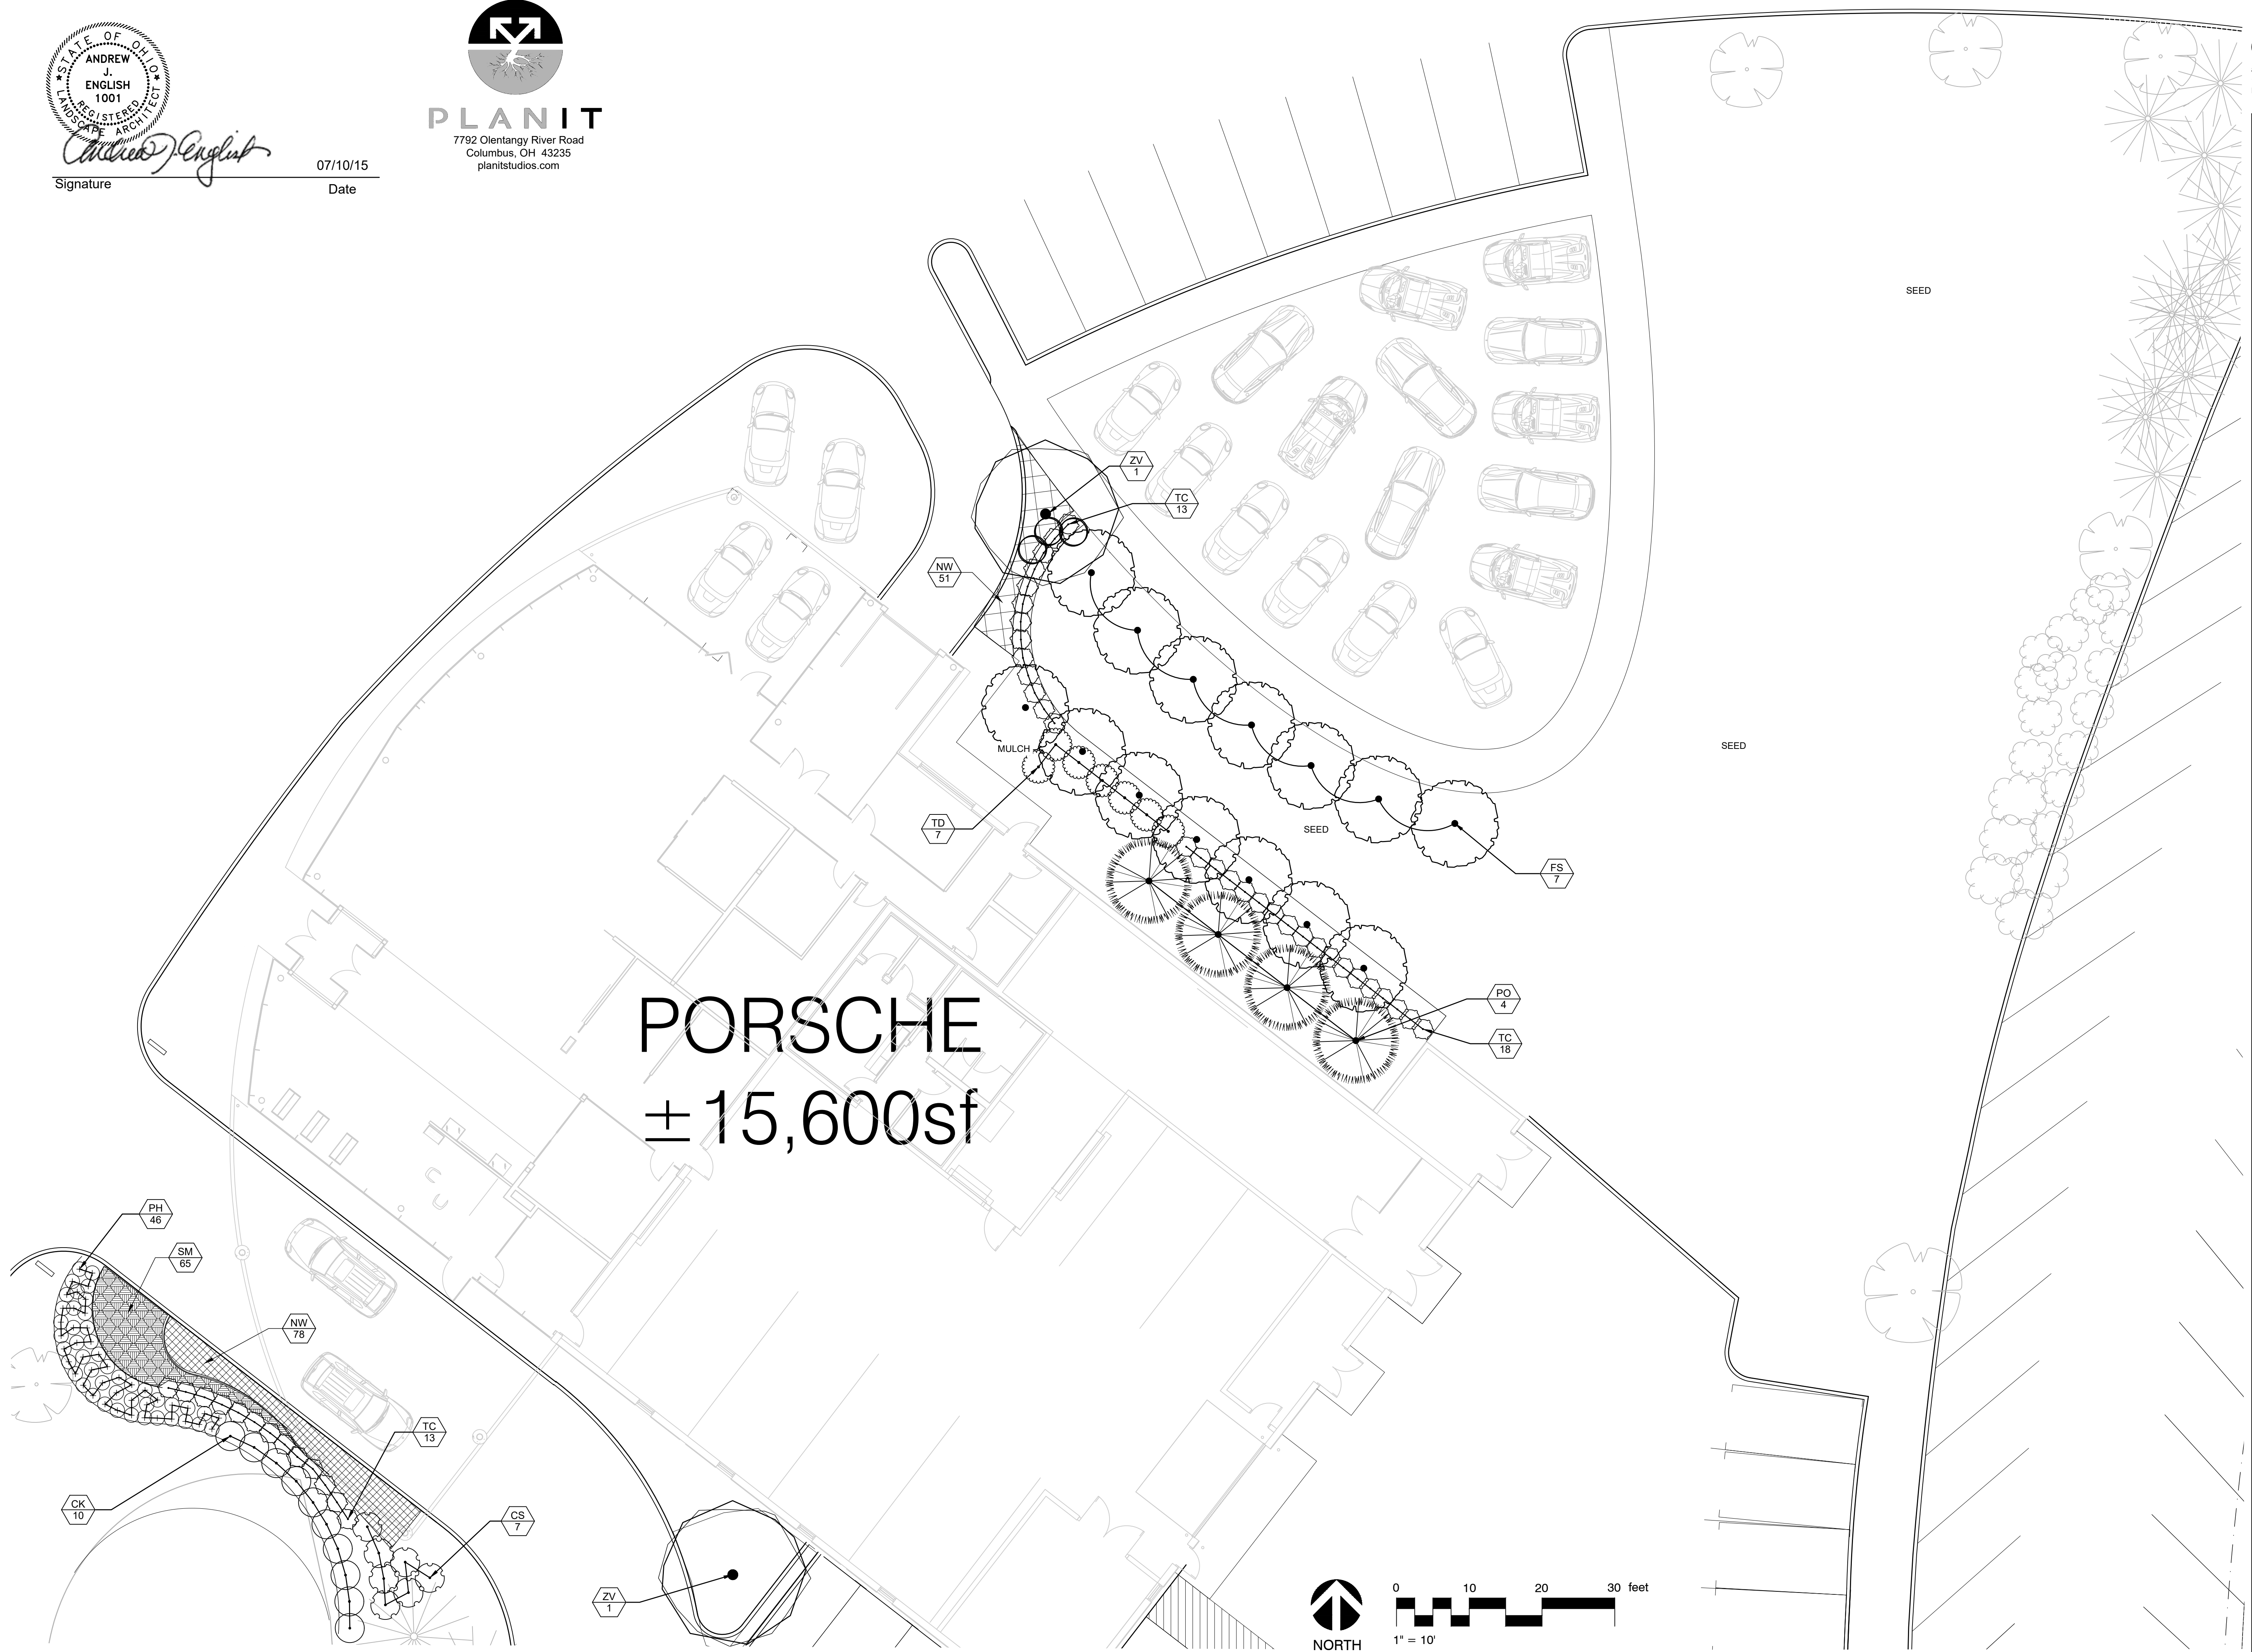 STATE OF OHIO
ANDREW
J.
ENGLISH
1001
REGISTERED
LANDSCAPE ARCHITECT
Andrew J. English
07/10/15
Signature
Date
PLANIT
7792 Olentangy River Road
Columbus, OH 43235
planitstudios.com
SEED
ZV
1
TC
13
NW
51
SEED
MULCH
TD
7
SEED
FS
7
PO
4
TC
18
PORSCHE
±15,600sf
PH
46
SM
65
NW
78
TC
13
CK
10
CS
7
ZV
1
NORTH
0 10 20 30 feet
1" = 10'